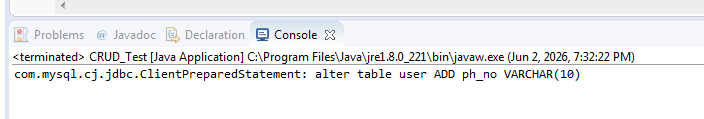 Problems @ Javadoc Declaration Console
<terminated> CRUD_Test [Java Application] C:\Program Files\Java\jre1.8.0_221\bin\javaw.exe (Jun 2, 2026, 7:32:22 PM)
com.mysql.cj.jdbc.ClientPreparedStatement: alter table user ADD ph_no VARCHAR(10)